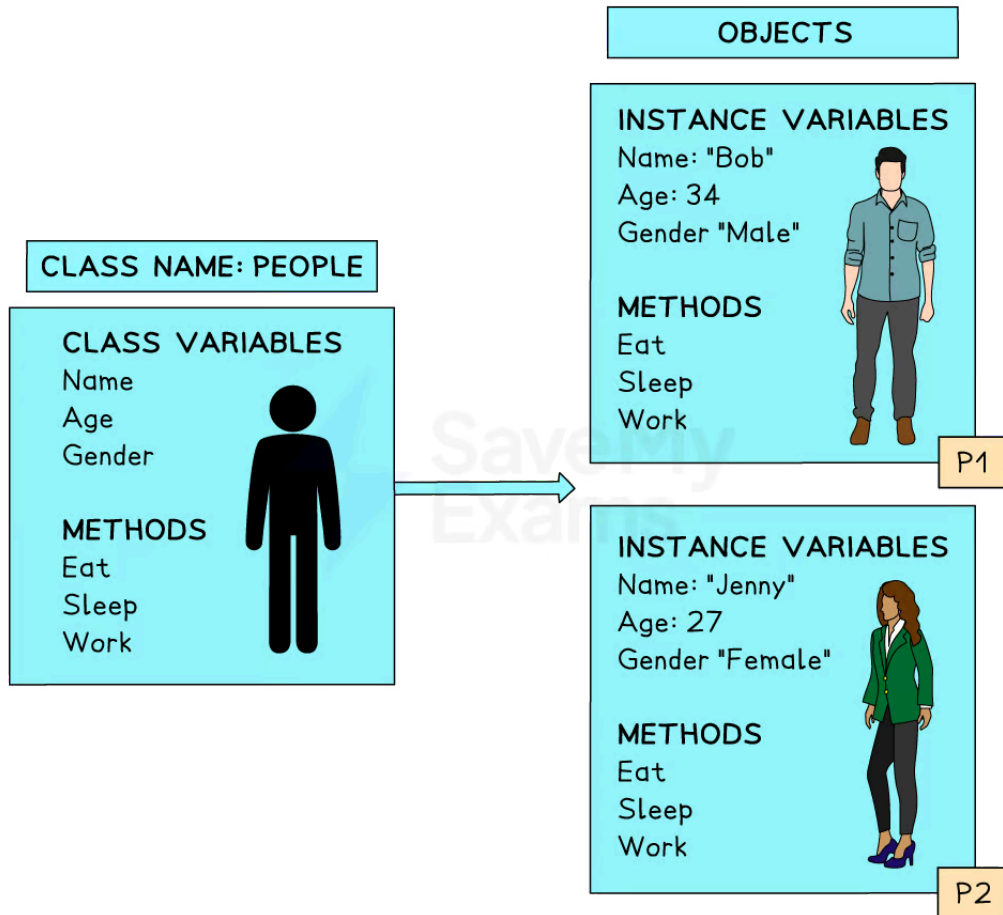 OBJECTS
INSTANCE VARIABLES
Name: "Bob"
Age: 34
Gender "Male"
METHODS
Eat
Sleep
Work
P1
CLASS NAME: PEOPLE
CLASS VARIABLES
Name
Age
Gender
METHODS
Eat
Sleep
Work
INSTANCE VARIABLES
Name: "Jenny"
Age: 27
Gender "Female"
METHODS
Eat
Sleep
Work
P2
Save My
Exams